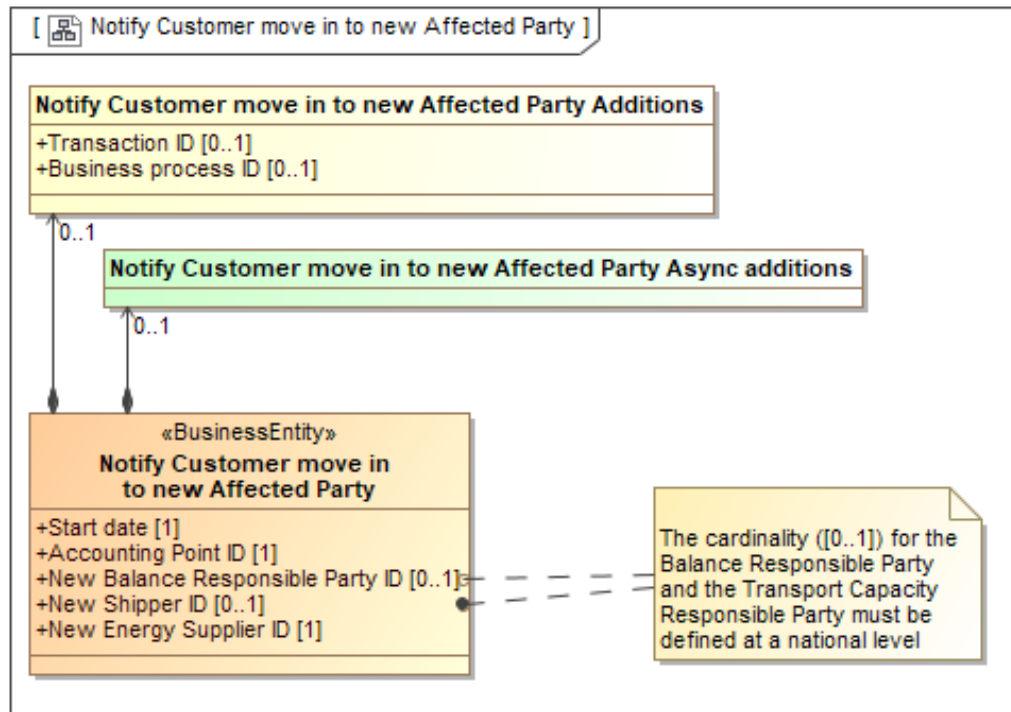 [ Notify Customer move in to new Affected Party ]
Notify Customer move in to new Affected Party Additions
+Transaction ID [0..1]
+Business process ID [0..1]
0..1
Notify Customer move in to new Affected Party Async additions
0..1
«BusinessEntity»
Notify Customer move in
to new Affected Party
+Start date [1]
+Accounting Point ID [1]
+New Balance Responsible Party ID [0..1]
+New Shipper ID [0..1]
+New Energy Supplier ID [1]
The cardinality ([0..1]) for the
Balance Responsible Party
and the Transport Capacity
Responsible Party must be
defined at a national level